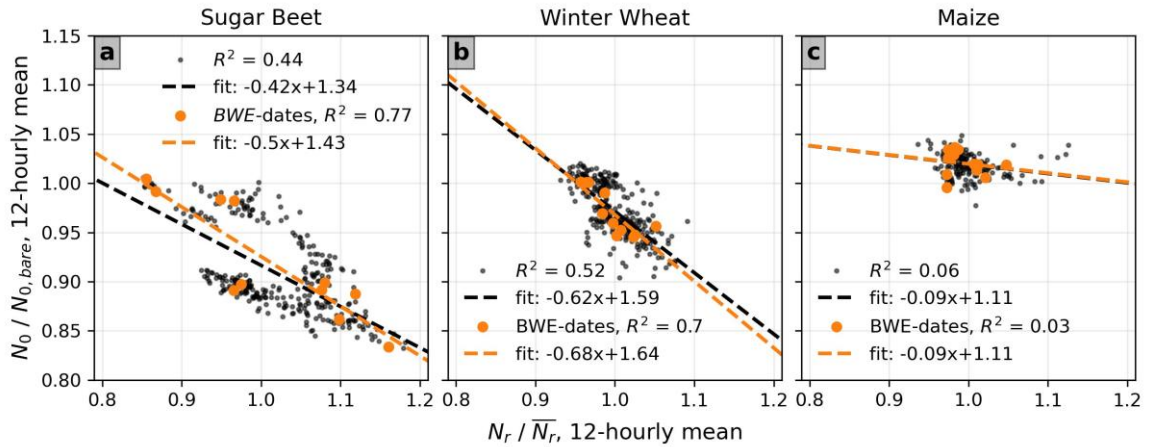 Sugar Beet
Winter Wheat
Maize
a
R² = 0.44
fit: -0.42x+1.34
BWE-dates, R² = 0.77
fit: -0.5x+1.43
b
R² = 0.52
fit: -0.62x+1.59
BWE-dates, R² = 0.7
fit: -0.68x+1.64
c
R² = 0.06
fit: -0.09x+1.11
BWE-dates, R² = 0.03
fit: -0.09x+1.11
N₀ / N₀,bare, 12-hourly mean
1.15
1.10
1.05
1.00
0.95
0.90
0.85
0.80
0.8 0.9 1.0 1.1 1.2
0.8 0.9 1.0 1.1 1.2
0.8 0.9 1.0 1.1 1.2
Nᵣ / N̅ᵣ, 12-hourly mean